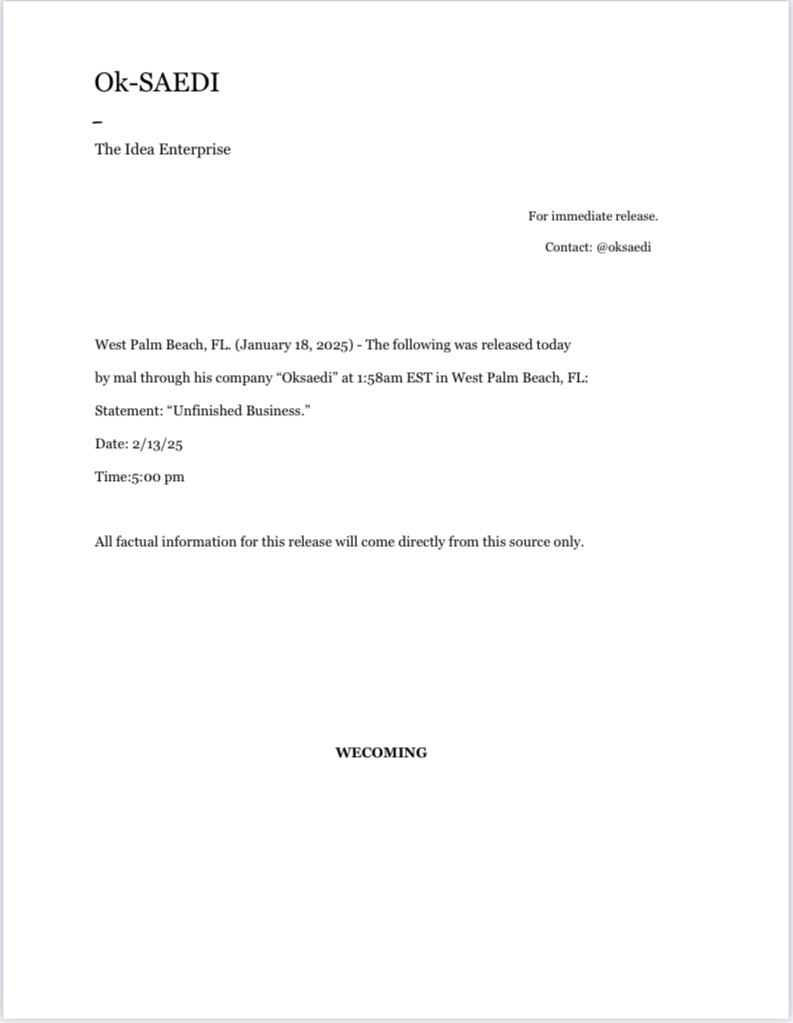 Ok-SAEDI
–
The Idea Enterprise
For immediate release.
Contact: @oksaedi
West Palm Beach, FL. (January 18, 2025) - The following was released today
by mal through his company “Oksaedi” at 1:58am EST in West Palm Beach, FL:
Statement: “Unfinished Business.”
Date: 2/13/25
Time:5:00 pm
All factual information for this release will come directly from this source only.
WECOMING